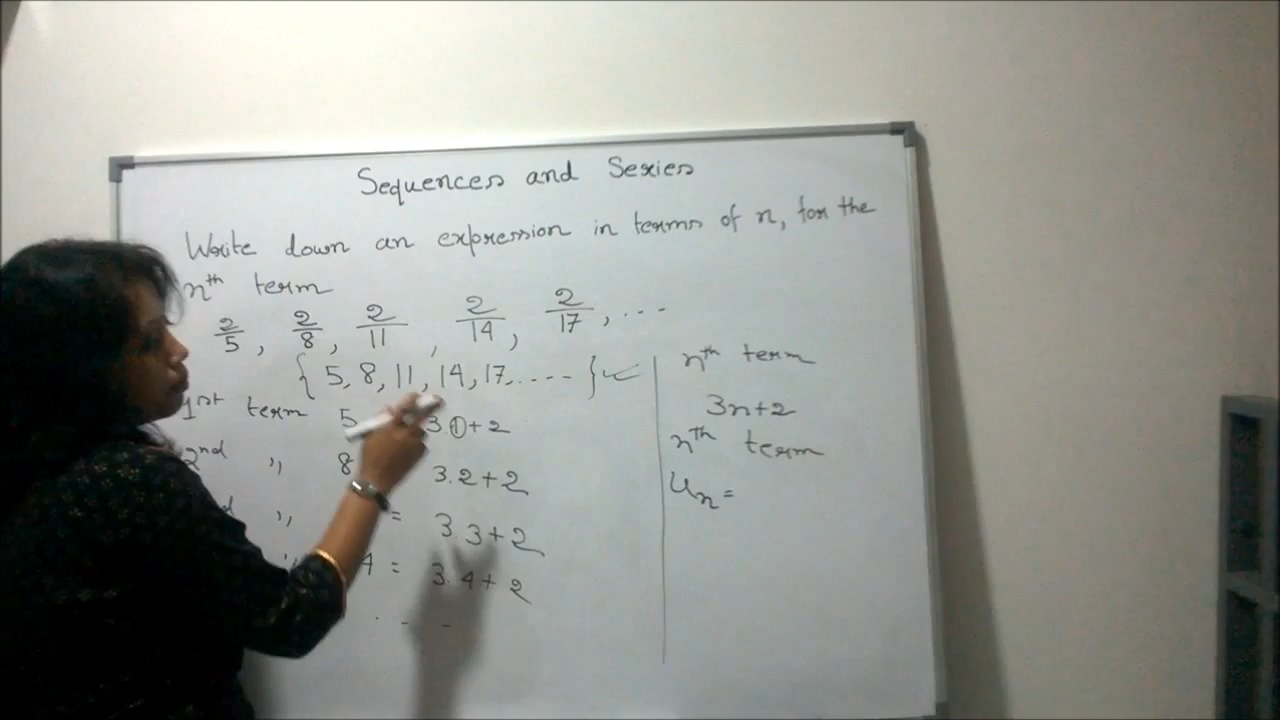 Sequences and Series
Write down an expression in terms of n, for the
nth term
2/5, 2/8, 2/11, 2/14, 2/17, ...
{5, 8, 11, 14, 17, ....} ✓
1st term 5 3.①+2
2nd ,, 8 3.2+2
,, = 3.3+2
,, 4 = 3.4+2
. - -
nth term
3n+2
nth term
Un =